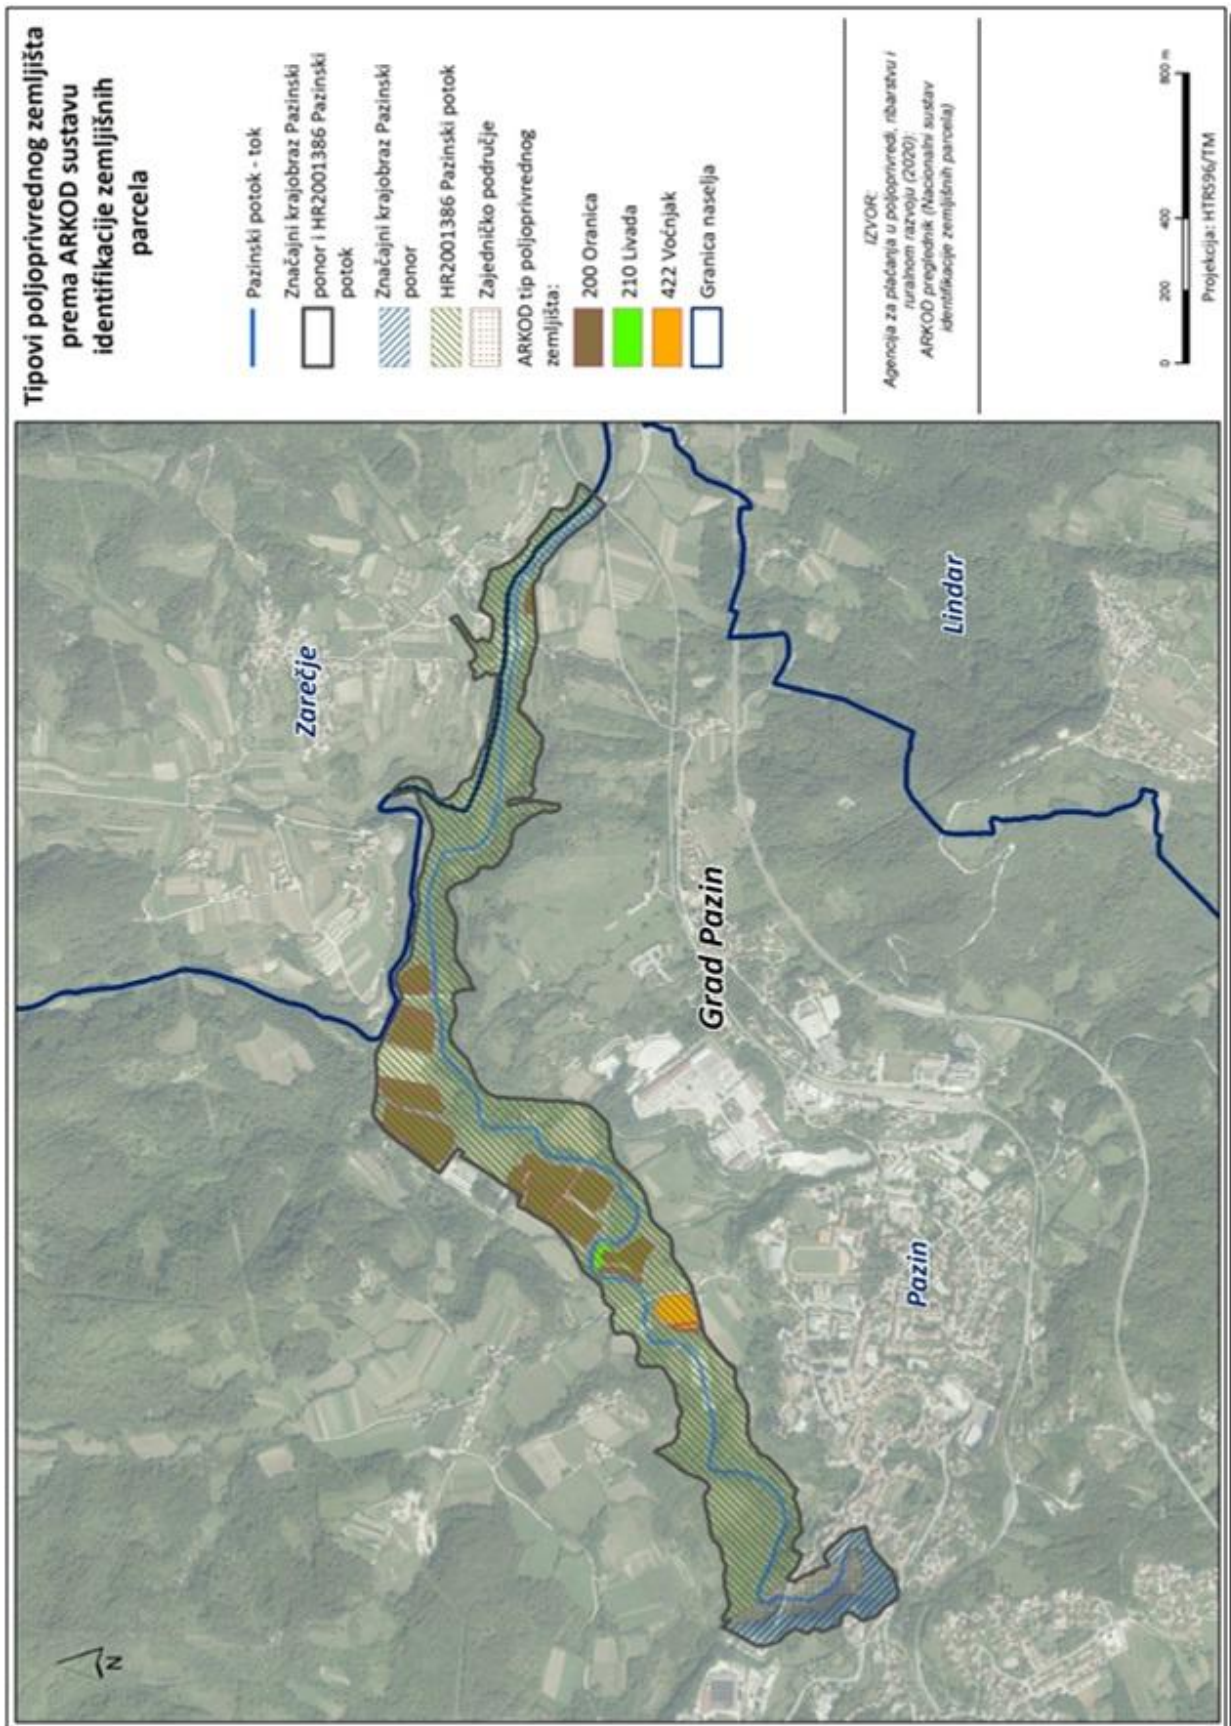 Tipovi poljoprivrednog zemljišta
prema ARKOD sustavu
identifikacije zemljišnih
parcela
Pazinski potok - tok
Značajni krajobraz Pazinski
ponor i HR2001386 Pazinski
potok
Značajni krajobraz Pazinski
ponor
HR2001386 Pazinski potok
Zajedničko područje
ARKOD tip poljoprivrednog
zemljišta:
200 Oranica
210 Livada
422 Voćnjak
Granica naselja
IZVOR:
Agencija za plaćanja u poljoprivredi, ribarstvu i
ruralnom razvoju (2020):
ARKOD preglednik (Nacionalni sustav
identifikacije zemljišnih parcela)
0 200 400 800 m
Projekcija: HTRS96/TM
N
Zarečje
Grad Pazin
Lindar
Pazin